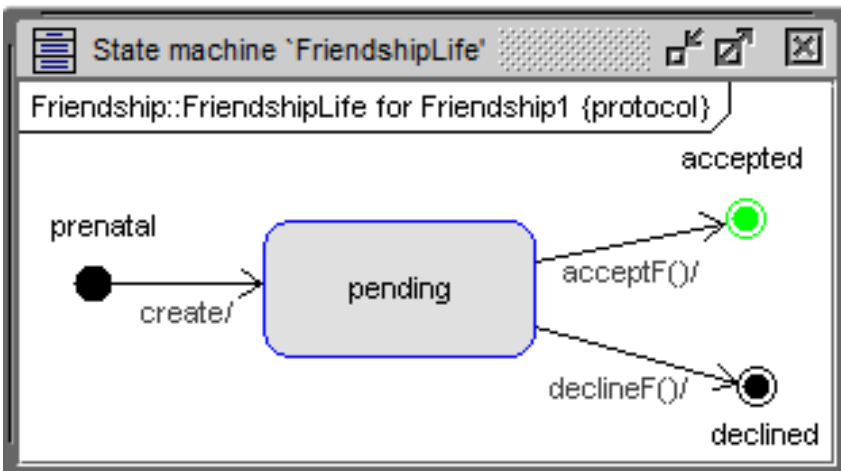 State machine `FriendshipLife'
Friendship::FriendshipLife for Friendship1 {protocol}
accepted
prenatal
acceptF()/
pending
create/
declineF()/
declined